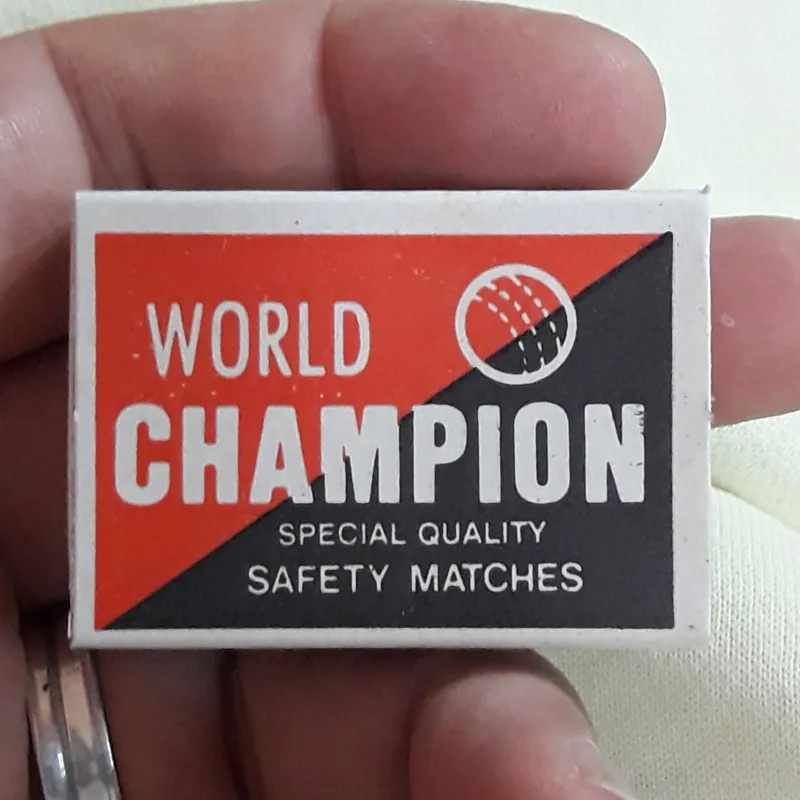 WORLD
CHAMPION
SPECIAL QUALITY
SAFETY MATCHES